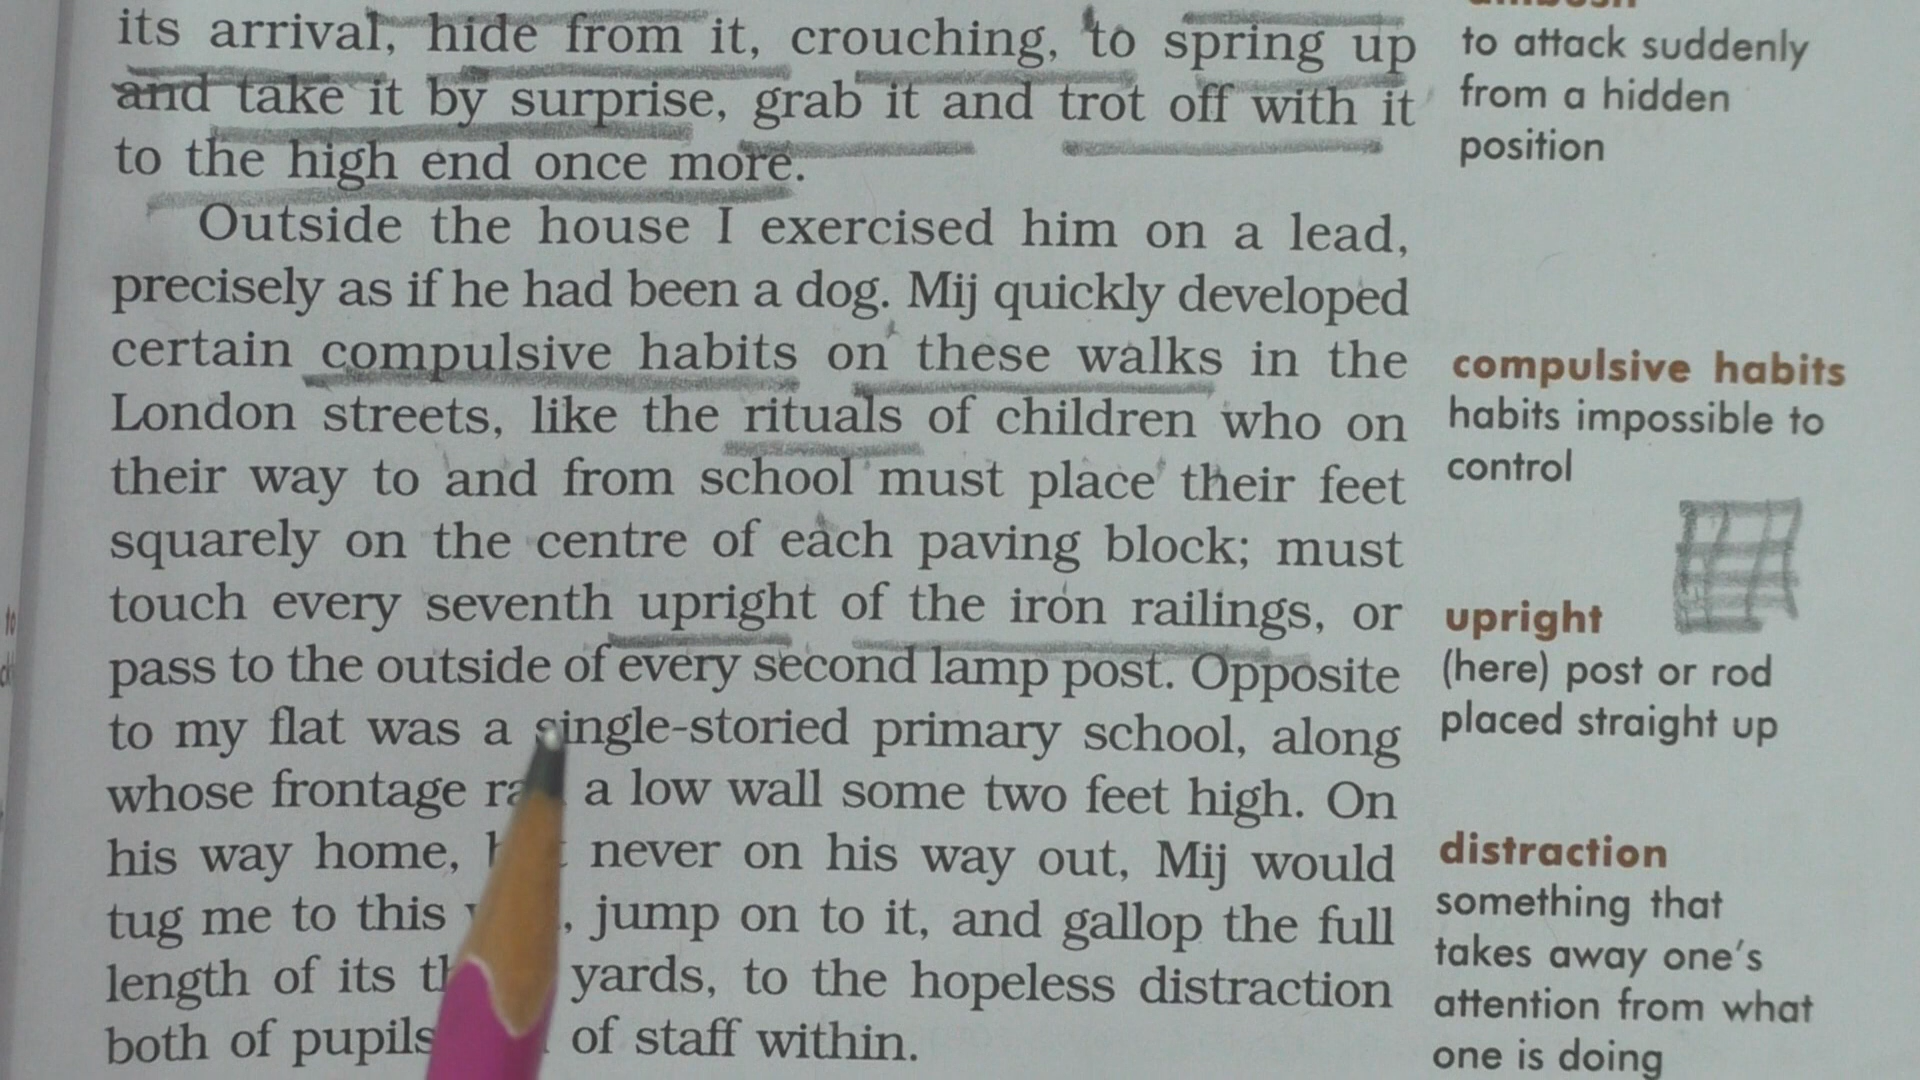 its arrival, hide from it, crouching, to spring up
and take it by surprise, grab it and trot off with it
to the high end once more.
Outside the house I exercised him on a lead,
precisely as if he had been a dog. Mij quickly developed
certain compulsive habits on these walks in the
London streets, like the rituals of children who on
their way to and from school must place their feet
squarely on the centre of each paving block; must
touch every seventh upright of the iron railings, or
pass to the outside of every second lamp post. Opposite
to my flat was a single-storied primary school, along
whose frontage a low wall some two feet high. On
his way home, never on his way out, Mij would
tug me to this , jump on to it, and gallop the full
length of its yards, to the hopeless distraction
both of pupils of staff within.
to attack suddenly
from a hidden
position
compulsive habits
habits impossible to
control
upright
(here) post or rod
placed straight up
distraction
something that
takes away one's
attention from what
one is doing